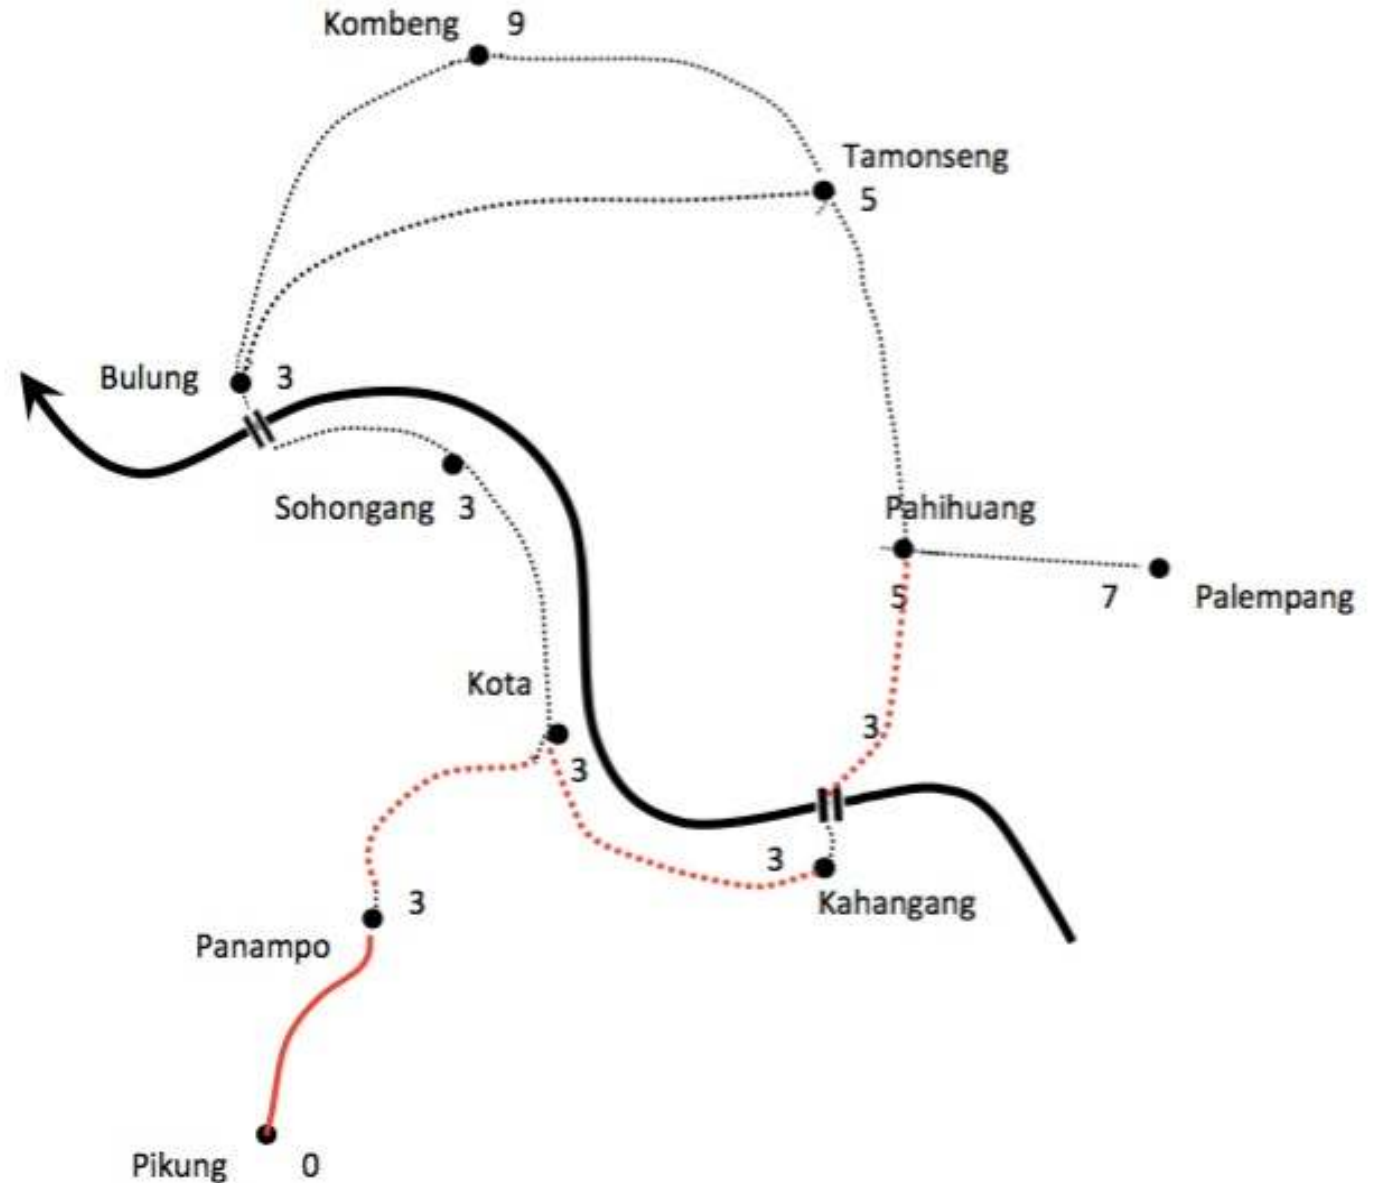 Kombeng 9
Tamonseng
5
Bulung 3
Sohongang 3
Pahihuang
5
7 Palempang
Kota
3
3
3
Kahangang
3
Panampo
Pikung 0